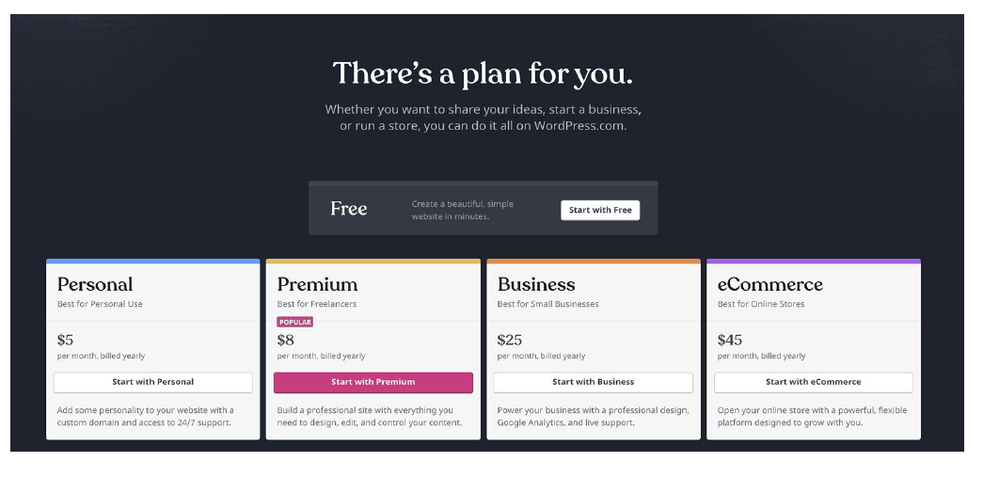 There's a plan for you.
Whether you want to share your ideas, start a business,
or run a store, you can do it all on WordPress.com.
Free
Create a beautiful, simple
website in minutes.
Start with Free
Personal
Best for Personal Use
$5
per month, billed yearly
Start with Personal
Add some personality to your website with a
custom domain and access to 24/7 support.
Premium
Best for Freelancers
POPULAR
$8
per month, billed yearly
Start with Premium
Build a professional site with everything you
need to design, edit, and control your content.
Business
Best for Small Businesses
$25
per month, billed yearly
Start with Business
Power your business with a professional design,
Google Analytics, and live support.
eCommerce
Best for Online Stores
$45
per month, billed yearly
Start with eCommerce
Open your online store with a powerful, flexible
platform designed to grow with you.